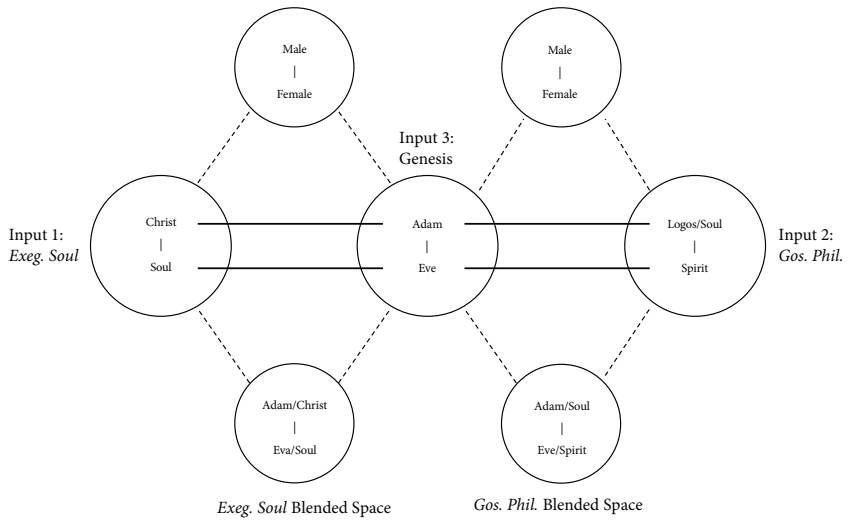 Male
|
Female
Male
|
Female
Input 3:
Genesis
Input 1:
Exeg. Soul
Christ
|
Soul
Adam
|
Eve
Logos/Soul
|
Spirit
Input 2:
Gos. Phil.
Adam/Christ
|
Eva/Soul
Adam/Soul
|
Eve/Spirit
Exeg. Soul Blended Space
Gos. Phil. Blended Space